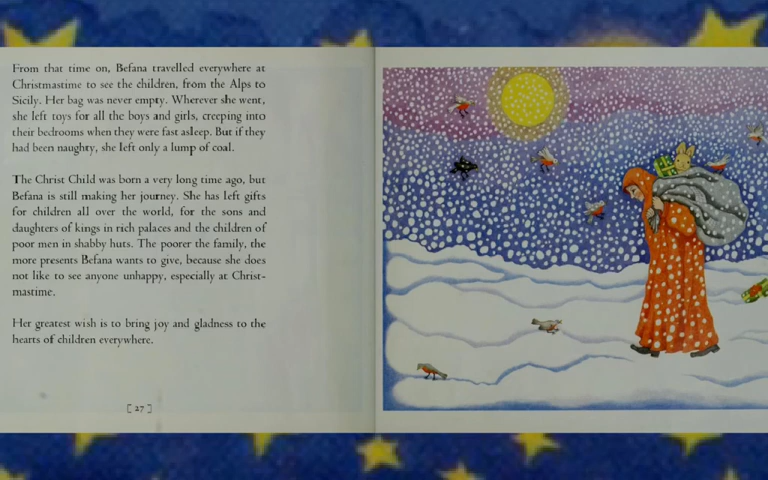 From that time on, Befana travelled everywhere at
Christmastime to see the children, from the Alps to
Sicily. Her bag was never empty. Wherever she went,
she left toys for all the boys and girls, creeping into
their bedrooms when they were fast asleep. But if they
had been naughty, she left only a lump of coal.
The Christ Child was born a very long time ago, but
Befana is still making her journey. She has left gifts
for children all over the world, for the sons and
daughters of kings in rich palaces and the children of
poor men in shabby huts. The poorer the family, the
more presents Befana wants to give, because she does
not like to see anyone unhappy, especially at Christ-
mastime.
Her greatest wish is to bring joy and gladness to the
hearts of children everywhere.
[ 27 ]